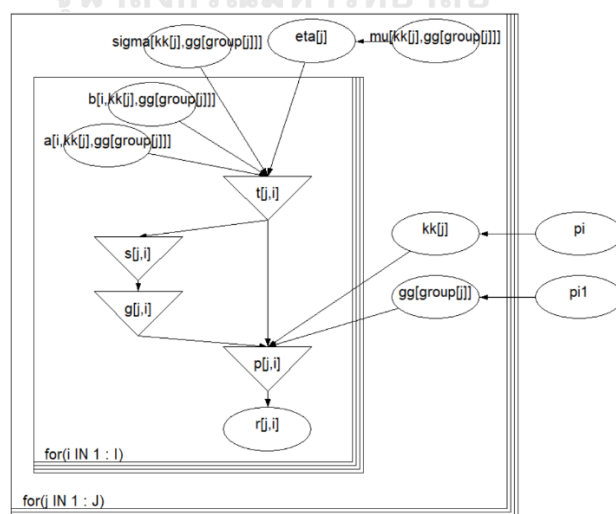 sigma[kk[j],gg[group[j]]]
eta[j]
mu[kk[j],gg[group[j]]]
b[i,kk[j],gg[group[j]]]
a[i,kk[j],gg[group[j]]]
t[j,i]
kk[j]
pi
s[j,i]
gg[group[j]]
pi1
g[j,i]
p[j,i]
r[j,i]
for(i IN 1 : I)
for(j IN 1 : J)